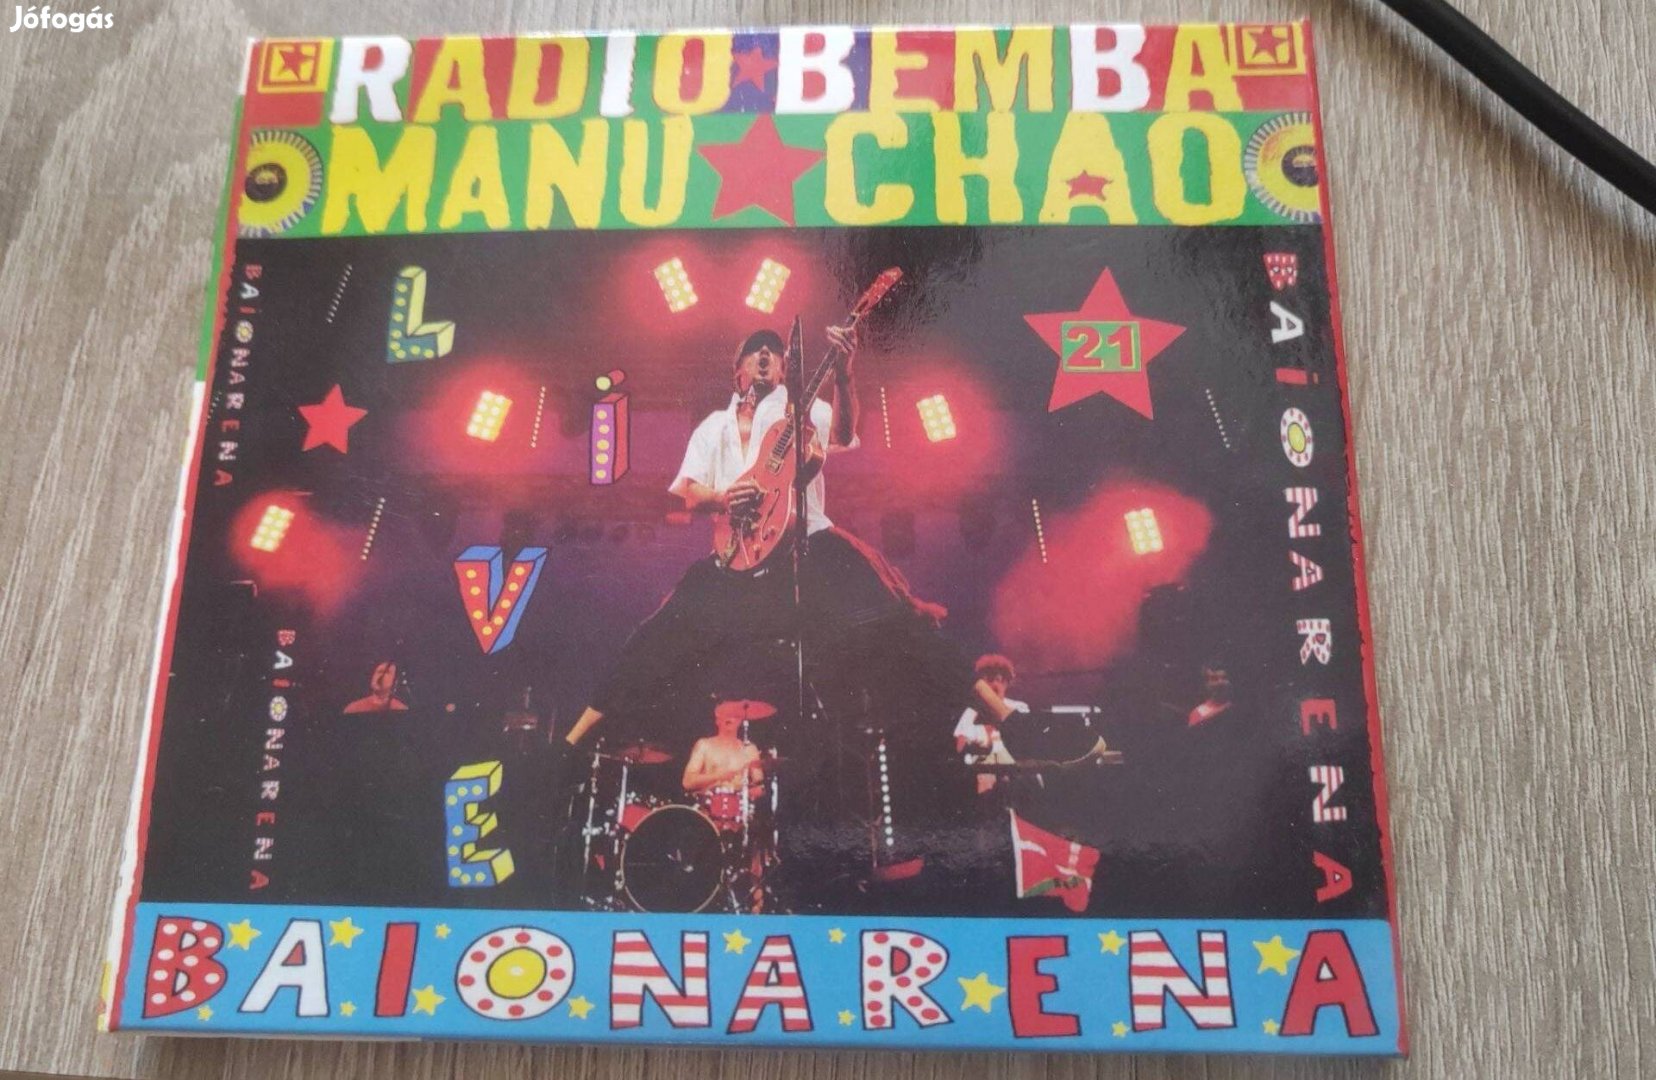 Jófogás
RADIO BEMBA
MANU CHAO
BAiONARENA
LiVE
21
BAiONARENA
BAiONARENA
BAIONARENA